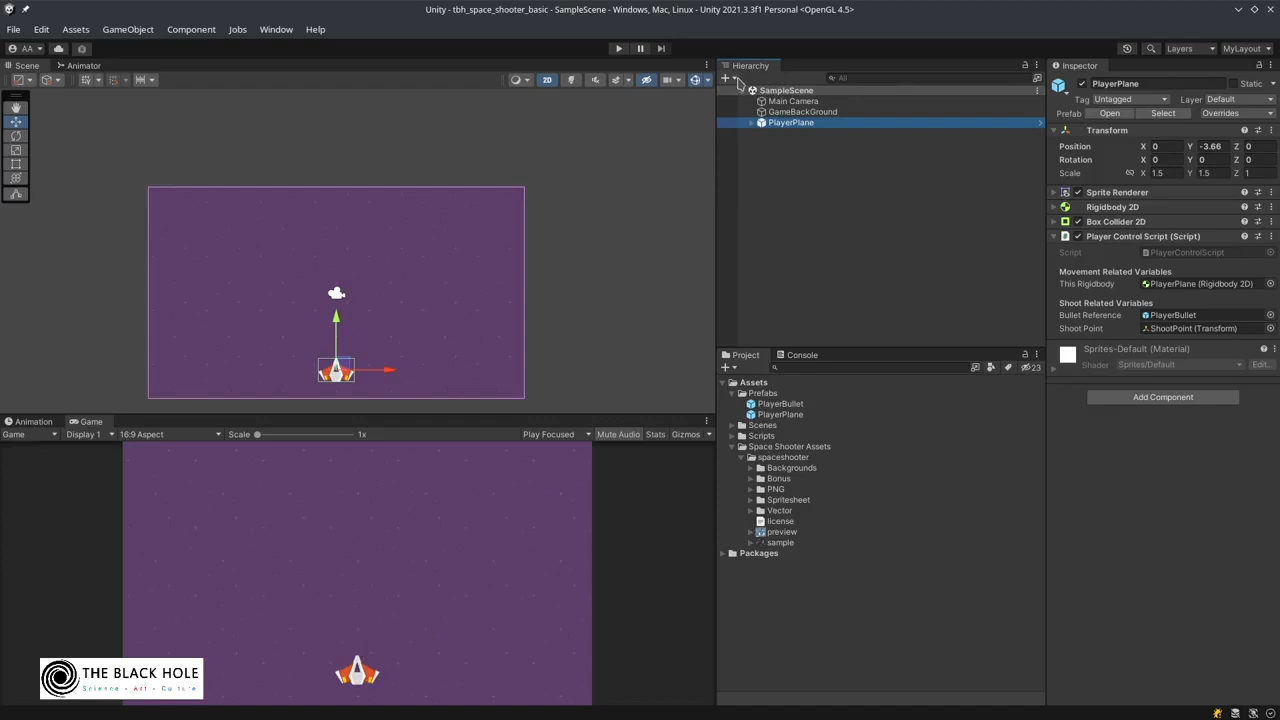 Unity - tbh_space_shooter_basic - SampleScene - Windows, Mac, Linux - Unity 2021.3.3f1 Personal <OpenGL 4.5>
File Edit Assets GameObject Component Jobs Window Help
AA Layers MyLayout
Scene Animator
2D
Hierarchy
All
SampleScene
Main Camera
GameBackGround
PlayerPlane
Inspector
PlayerPlane Static
Tag Untagged Layer Default
Prefab Open Select Overrides
Transform
Position X 0 Y -3.66 Z 0
Rotation X 0 Y 0 Z 0
Scale X 1.5 Y 1.5 Z 1
Sprite Renderer
Rigidbody 2D
Box Collider 2D
Player Control Script (Script)
Script PlayerControlScript
Movement Related Variables
This Rigidbody PlayerPlane (Rigidbody 2D)
Shoot Related Variables
Bullet Reference PlayerBullet
Shoot Point ShootPoint (Transform)
Sprites-Default (Material)
Shader Sprites/Default Edit...
Add Component
Project Console
23
Assets
Prefabs
PlayerBullet
PlayerPlane
Scenes
Scripts
Space Shooter Assets
spaceshooter
Backgrounds
Bonus
PNG
Spritesheet
Vector
license
preview
sample
Packages
Animation Game
Game Display 1 16:9 Aspect Scale 1x Play Focused Mute Audio Stats Gizmos
THE BLACK HOLE
Science • Art • Culture